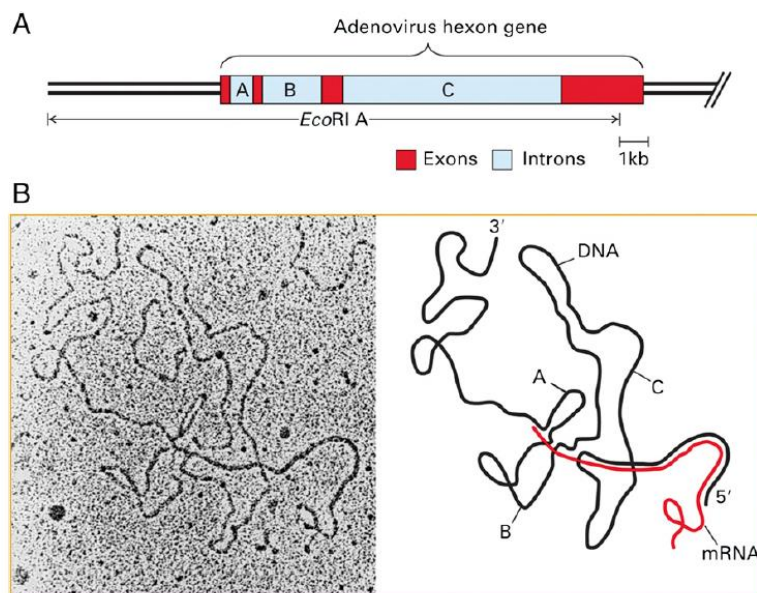 A
Adenovirus hexon gene
A B C
EcoRI A
1kb
Exons Introns
B
3′
DNA
A
C
B
5′
mRNA